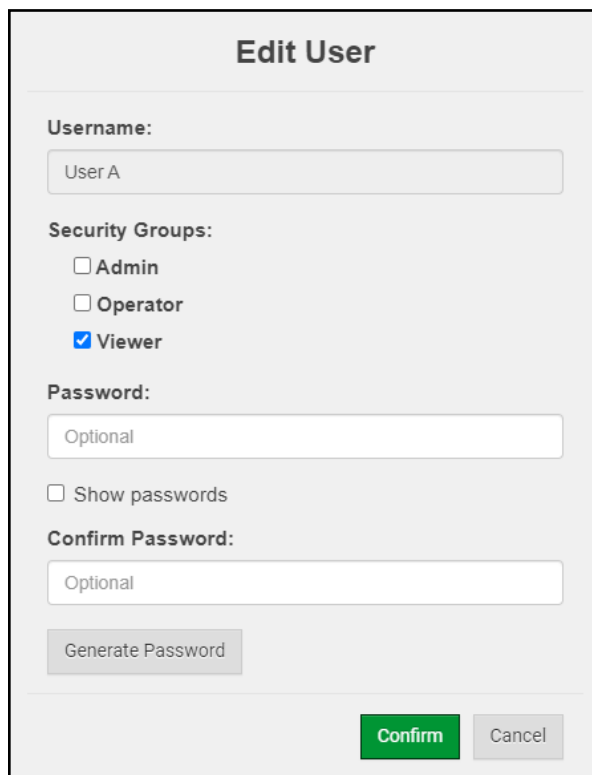 Edit User
Username:
User A
Security Groups:
Admin
Operator
Viewer
Password:
Optional
Show passwords
Confirm Password:
Optional
Generate Password
Confirm Cancel